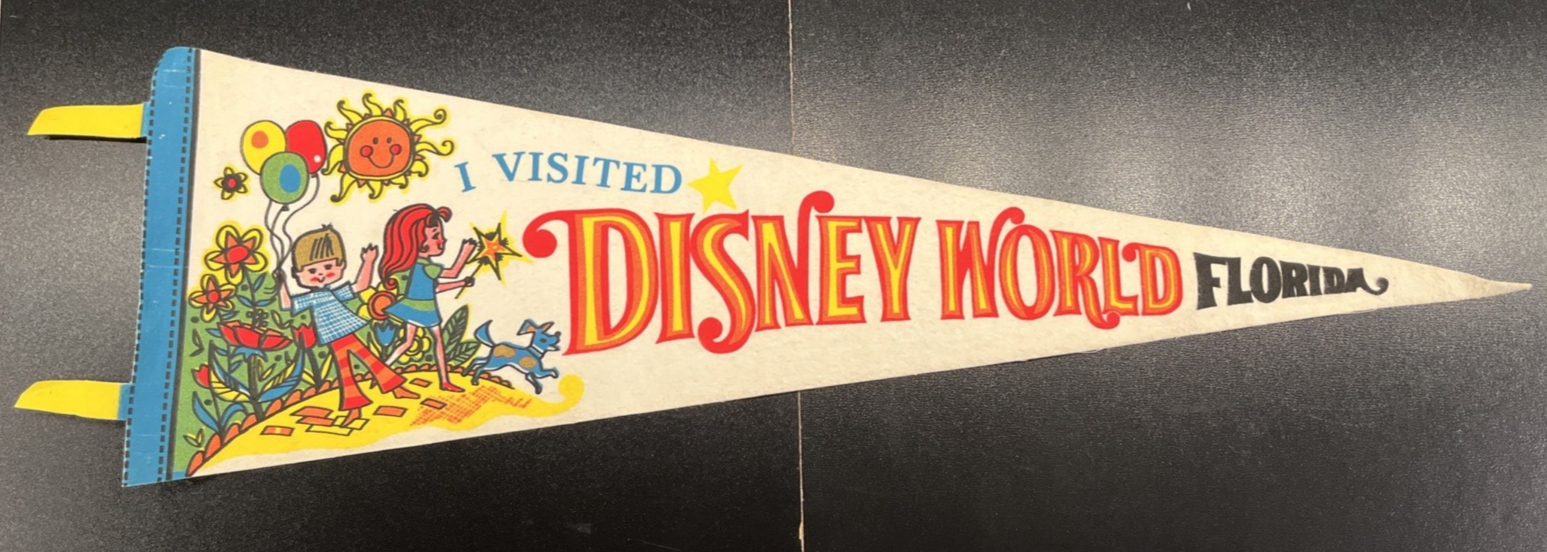 I VISITED
DISNEY WORLD FLORIDA